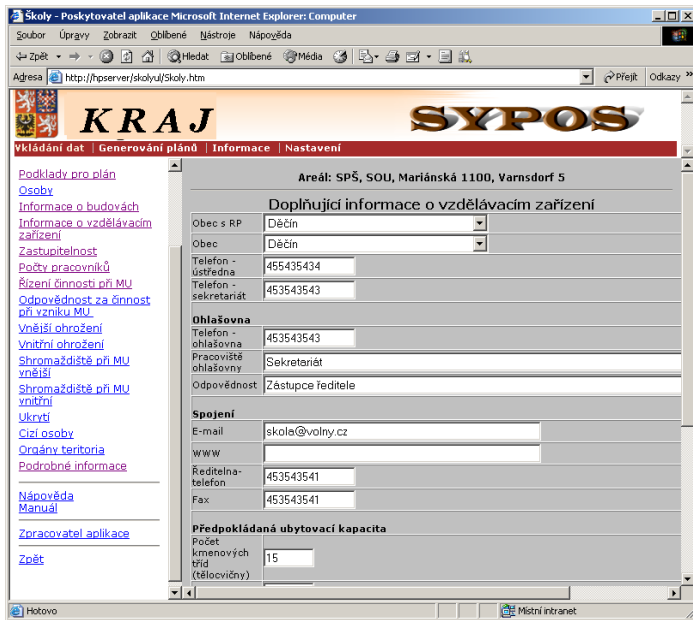 Školy - Poskytovatel aplikace Microsoft Internet Explorer: Computer
Soubor Úpravy Zobrazit Oblíbené Nástroje Nápověda
Zpět Hledat Oblíbené Média
Adresa http://hpserver/skolyul/Skoly.htm Přejít Odkazy »
KRAJ SYPOS
Vkládání dat | Generování plánů | Informace | Nastavení
Podklady pro plán
Osoby
Informace o budovách
Informace o vzdělávacím
zařízení
Zastupitelnost
Počty pracovníků
Řízení činnosti při MU
Odpovědnost za činnost
při vzniku MU
Vnější ohrožení
Vnitřní ohrožení
Shromaždiště při MU
vnější
Shromaždiště při MU
vnitřní
Ukrytí
Cizí osoby
Orgány teritoria
Podrobné informace
Nápověda
Manuál
Zpracovatel aplikace
Zpět
Areál: SPŠ, SOU, Mariánská 1100, Varnsdorf 5
Doplňující informace o vzdělávacím zařízení
Obec s RP Děčín
Obec Děčín
Telefon -
ústředna 455435434
Telefon -
sekretariát 453543543
Ohlašovna
Telefon -
ohlašovna 453543543
Pracoviště
ohlašovny Sekretariát
Odpovědnost Zástupce ředitele
Spojení
E-mail skola@volny.cz
WWW
Ředitelna-
telefon 453543541
Fax 453543541
Předpokládaná ubytovací kapacita
Počet
kmenových
tříd
(tělocvičny) 15
Hotovo Místní intranet